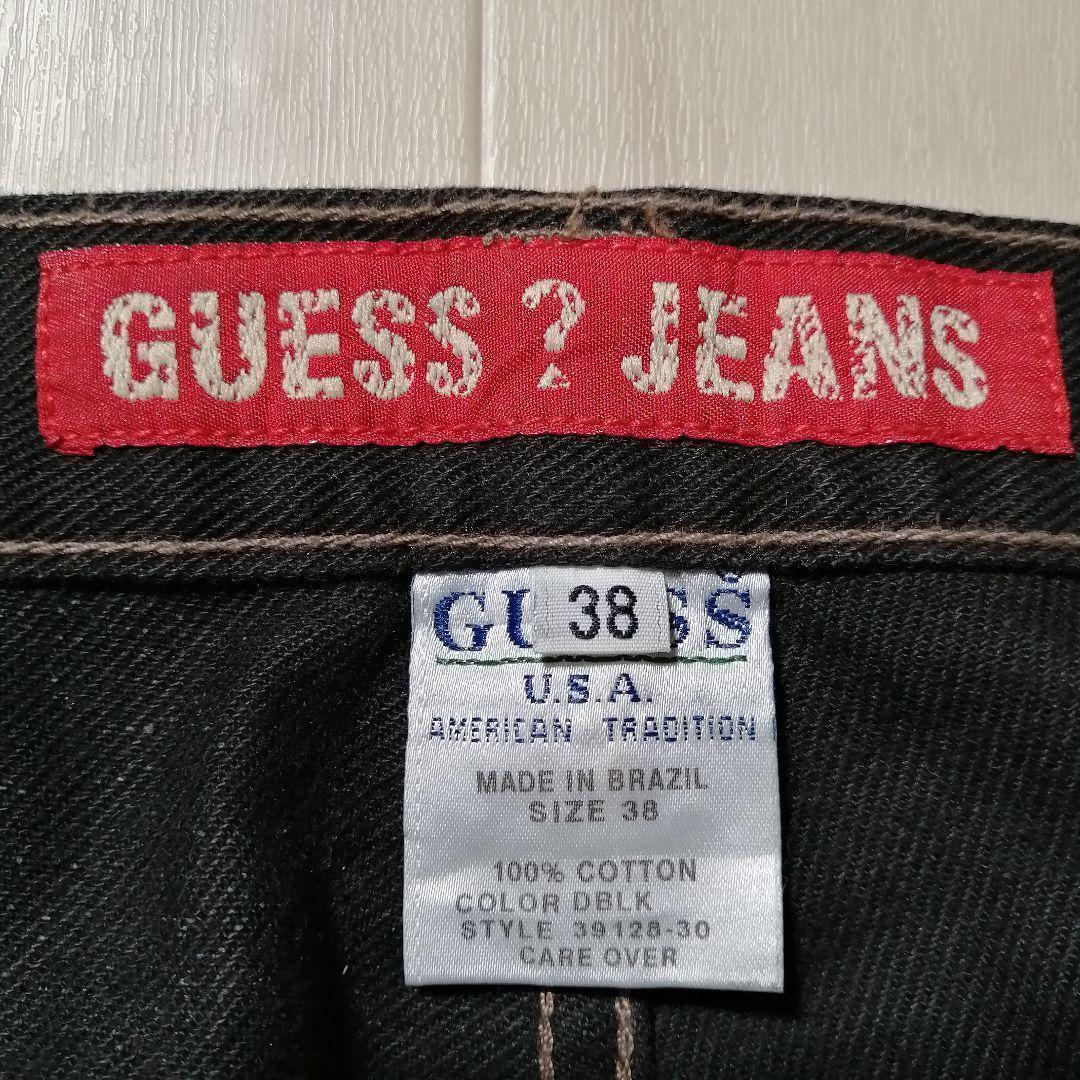 GUESS ? JEANS
38
U.S.A.
AMERICAN TRADITION
MADE IN BRAZIL
SIZE 38
100% COTTON
COLOR DBLK
STYLE 39128-30
CARE OVER